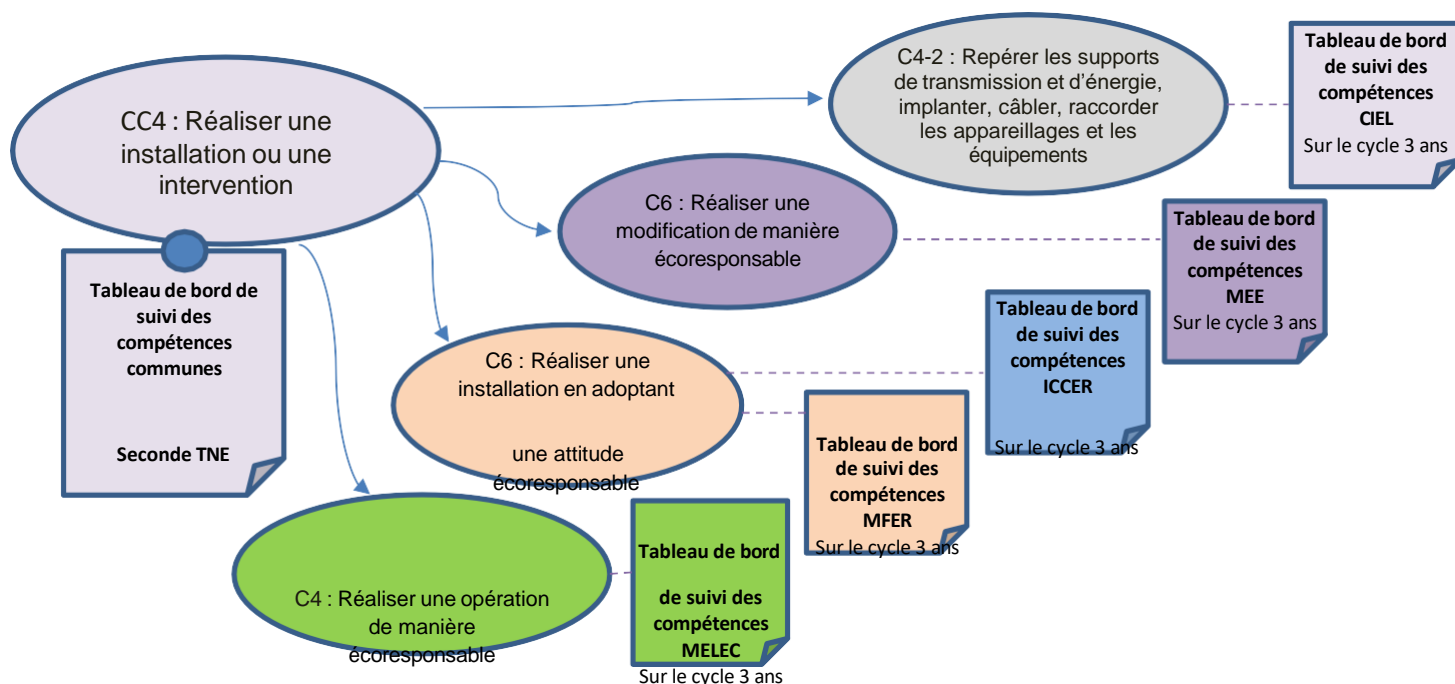 CC4 : Réaliser une
installation ou une
intervention
Tableau de bord de
suivi des
compétences
communes
Seconde TNE
C4-2 : Repérer les supports
de transmission et d’énergie,
implanter, câbler, raccorder
les appareillages et les
équipements
Tableau de bord
de suivi des
compétences
CIEL
Sur le cycle 3 ans
C6 : Réaliser une
modification de manière
écoresponsable
Tableau de bord
de suivi des
compétences
MEE
Sur le cycle 3 ans
C6 : Réaliser une
installation en adoptant
une attitude
écoresponsable
Tableau de bord
de suivi des
compétences
ICCER
Sur le cycle 3 ans
Tableau de bord
de suivi des
compétences
MFER
Sur le cycle 3 ans
C4 : Réaliser une opération
de manière
écoresponsable
Tableau de bord
de suivi des
compétences
MELEC
Sur le cycle 3 ans